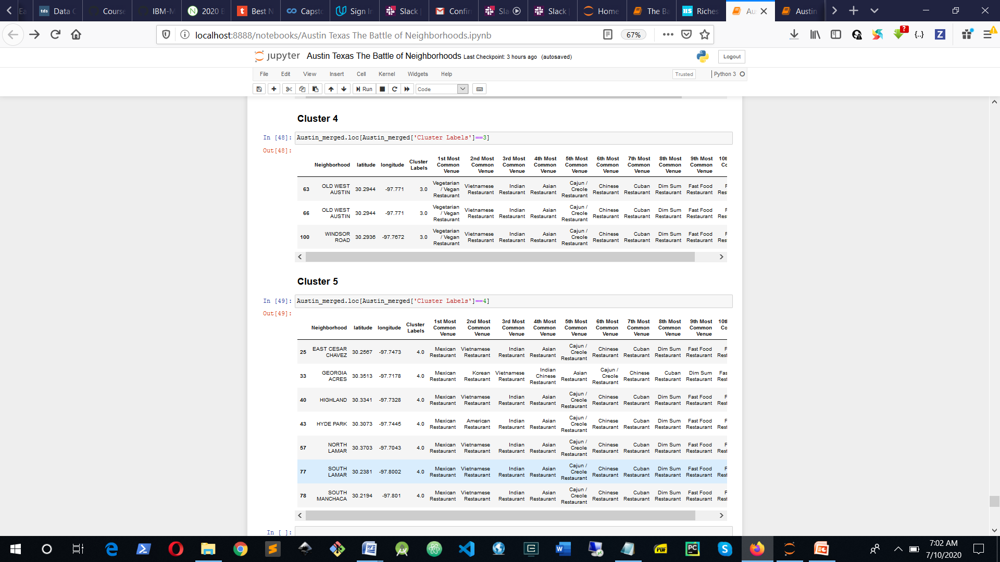 Ea tds Data C Course IBM-M 2020 B Best N Capsto Sign In Slack Confir Sla Slack Home The Ba HS Riches Au Austin
localhost:8888/notebooks/Austin Texas The Battle of Neighborhoods.ipynb 67%
jupyter Austin Texas The Battle of Neighborhoods Last Checkpoint: 3 hours ago (autosaved) Logout
File Edit View Insert Cell Kernel Widgets Help Trusted Python 3
Run Code
Cluster 4
In [48]: Austin_merged.loc[Austin_merged['Cluster Labels']==3]
Out[48]:
Neighborhood latitude longitude Cluster Labels 1st Most Common Venue 2nd Most Common Venue 3rd Most Common Venue 4th Most Common Venue 5th Most Common Venue 6th Most Common Venue 7th Most Common Venue 8th Most Common Venue 9th Most Common Venue
63 OLD WEST AUSTIN 30.2944 -97.771 3.0 Vegetarian / Vegan Restaurant Vietnamese Restaurant Indian Restaurant Asian Restaurant Cajun / Creole Restaurant Chinese Restaurant Cuban Restaurant Dim Sum Restaurant Fast Food Restaurant
66 OLD WEST AUSTIN 30.2944 -97.771 3.0 Vegetarian / Vegan Restaurant Vietnamese Restaurant Indian Restaurant Asian Restaurant Cajun / Creole Restaurant Chinese Restaurant Cuban Restaurant Dim Sum Restaurant Fast Food Restaurant
100 WINDSOR ROAD 30.2936 -97.7672 3.0 Vegetarian / Vegan Restaurant Vietnamese Restaurant Indian Restaurant Asian Restaurant Cajun / Creole Restaurant Chinese Restaurant Cuban Restaurant Dim Sum Restaurant Fast Food Restaurant
Cluster 5
In [49]: Austin_merged.loc[Austin_merged['Cluster Labels']==4]
Out[49]:
Neighborhood latitude longitude Cluster Labels 1st Most Common Venue 2nd Most Common Venue 3rd Most Common Venue 4th Most Common Venue 5th Most Common Venue 6th Most Common Venue 7th Most Common Venue 8th Most Common Venue 9th Most Common Venue
25 EAST CESAR CHAVEZ 30.2567 -97.7473 4.0 Mexican Restaurant Vietnamese Restaurant Indian Restaurant Asian Restaurant Cajun / Creole Restaurant Chinese Restaurant Cuban Restaurant Dim Sum Restaurant Fast Food Restaurant
33 GEORGIA ACRES 30.3513 -97.7178 4.0 Mexican Restaurant Korean Restaurant Vietnamese Restaurant Indian Chinese Restaurant Asian Restaurant Cajun / Creole Restaurant Chinese Restaurant Cuban Restaurant Dim Sum Restaurant
40 HIGHLAND 30.3341 -97.7328 4.0 Mexican Restaurant Vietnamese Restaurant Indian Restaurant Asian Restaurant Cajun / Creole Restaurant Chinese Restaurant Cuban Restaurant Dim Sum Restaurant Fast Food Restaurant
43 HYDE PARK 30.3073 -97.7445 4.0 Mexican Restaurant American Restaurant Indian Restaurant Asian Restaurant Cajun / Creole Restaurant Chinese Restaurant Cuban Restaurant Dim Sum Restaurant Fast Food Restaurant
57 NORTH LAMAR 30.3703 -97.7043 4.0 Mexican Restaurant Vietnamese Restaurant Indian Restaurant Asian Restaurant Cajun / Creole Restaurant Chinese Restaurant Cuban Restaurant Dim Sum Restaurant Fast Food Restaurant
77 SOUTH LAMAR 30.2381 -97.8002 4.0 Mexican Restaurant Vietnamese Restaurant Indian Restaurant Asian Restaurant Cajun / Creole Restaurant Chinese Restaurant Cuban Restaurant Dim Sum Restaurant Fast Food Restaurant
78 SOUTH MANCHACA 30.2194 -97.801 4.0 Mexican Restaurant Vietnamese Restaurant Indian Restaurant Asian Restaurant Cajun / Creole Restaurant Chinese Restaurant Cuban Restaurant Dim Sum Restaurant Fast Food Restaurant
In [ ]:
7:02 AM
7/10/2020